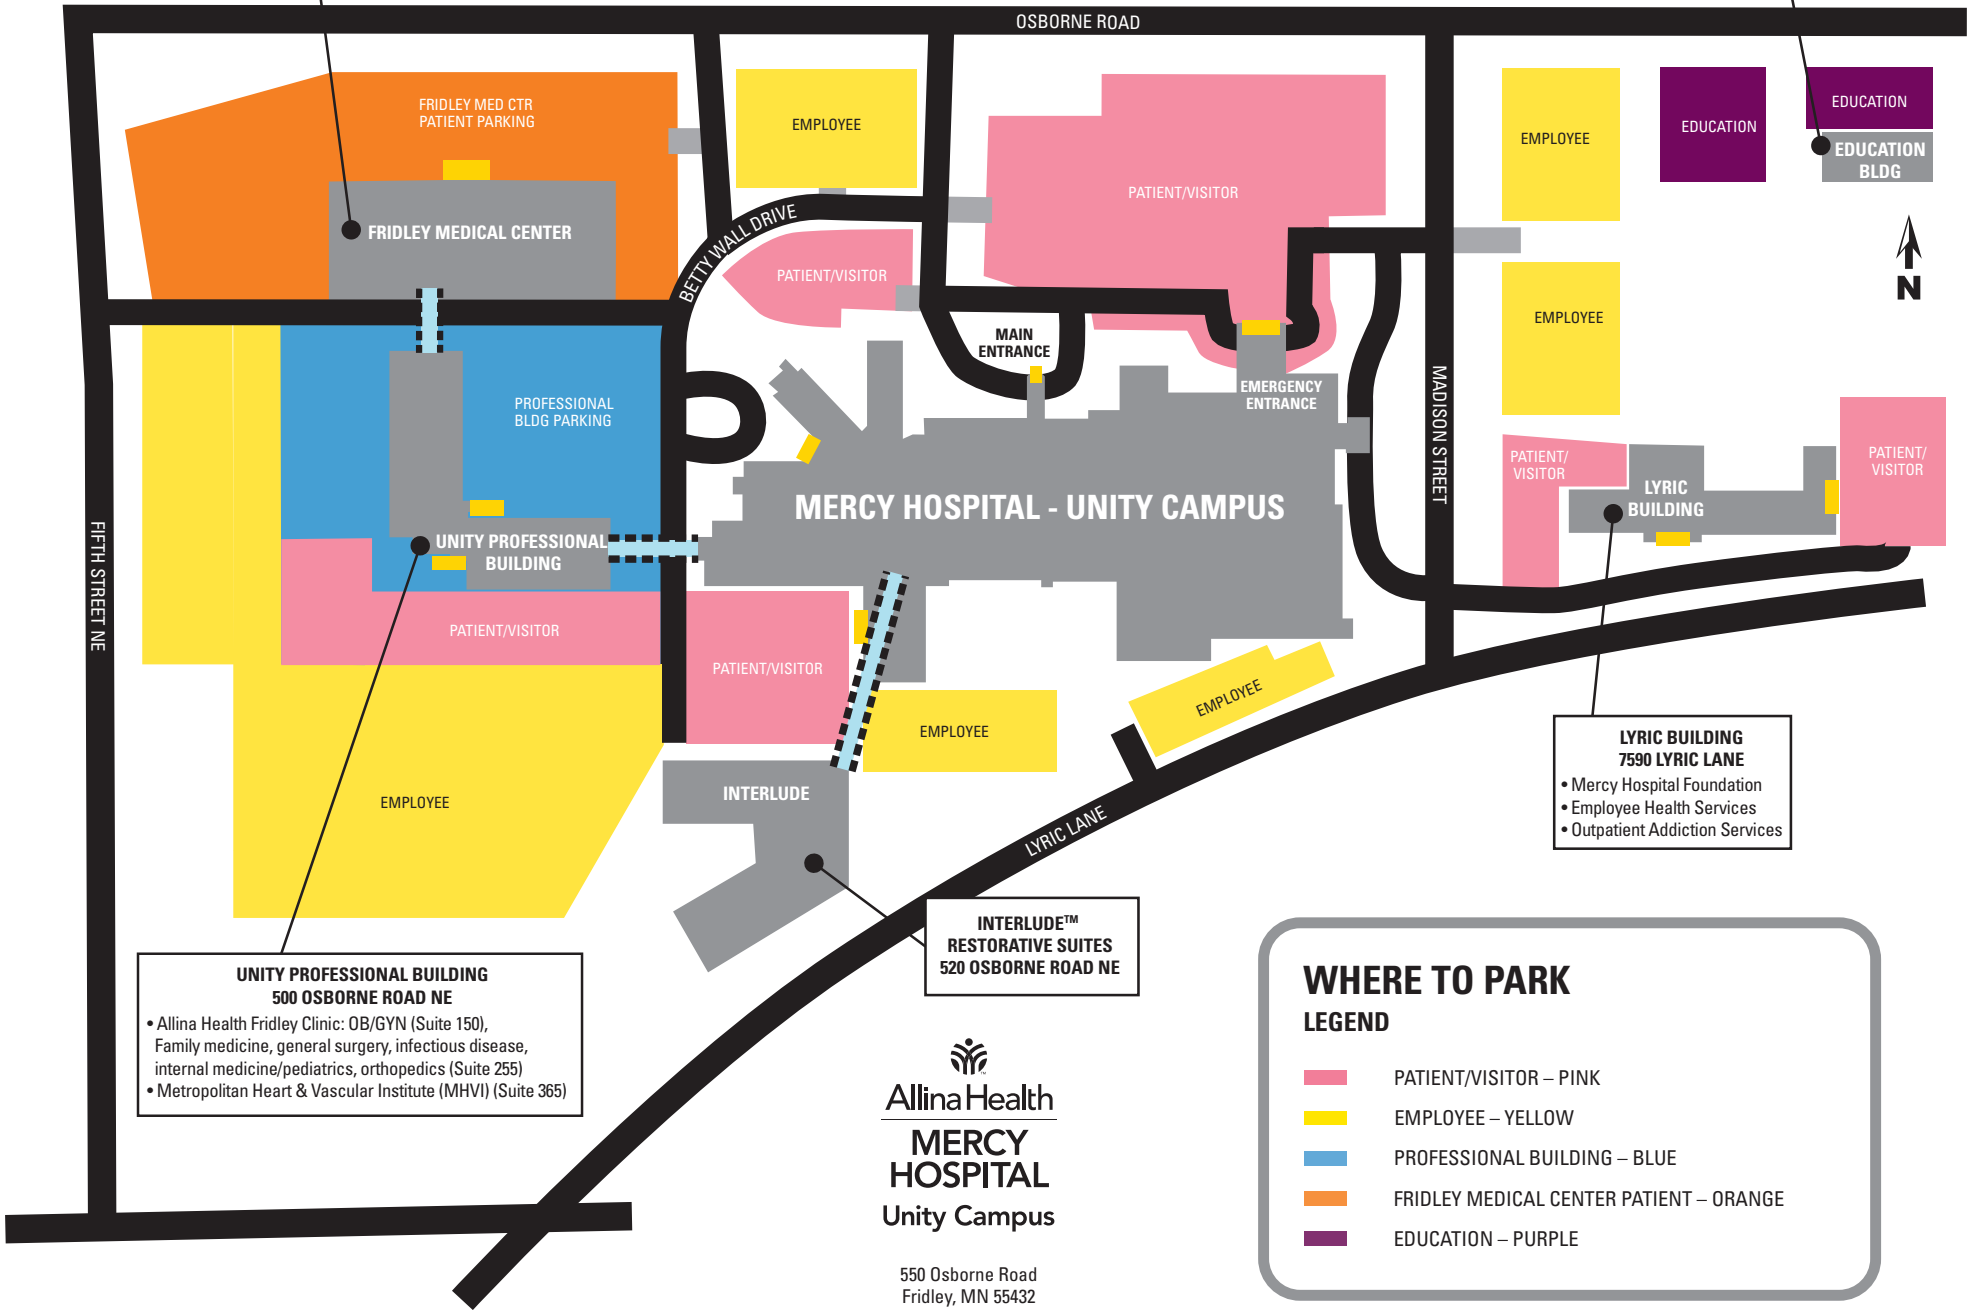 OSBORNE ROAD
FRIDLEY MED CTR
PATIENT PARKING
EMPLOYEE
PATIENT/VISITOR
EMPLOYEE
EDUCATION
EDUCATION
EDUCATION
BLDG
FRIDLEY MEDICAL CENTER
BETTY WALL DRIVE
PATIENT/VISITOR
N
EMPLOYEE
MAIN
ENTRANCE
EMERGENCY
ENTRANCE
MADISON STREET
PROFESSIONAL
BLDG PARKING
PATIENT/
VISITOR
LYRIC
BUILDING
PATIENT/
VISITOR
MERCY HOSPITAL - UNITY CAMPUS
FIFTH STREET NE
UNITY PROFESSIONAL
BUILDING
PATIENT/VISITOR
PATIENT/VISITOR
EMPLOYEE
EMPLOYEE
EMPLOYEE
INTERLUDE
LYRIC LANE
LYRIC BUILDING
7590 LYRIC LANE
• Mercy Hospital Foundation
• Employee Health Services
• Outpatient Addiction Services
INTERLUDE™
RESTORATIVE SUITES
520 OSBORNE ROAD NE
UNITY PROFESSIONAL BUILDING
500 OSBORNE ROAD NE
• Allina Health Fridley Clinic: OB/GYN (Suite 150),
Family medicine, general surgery, infectious disease,
internal medicine/pediatrics, orthopedics (Suite 255)
• Metropolitan Heart & Vascular Institute (MHVI) (Suite 365)
Allina Health
MERCY
HOSPITAL
Unity Campus
550 Osborne Road
Fridley, MN 55432
WHERE TO PARK
LEGEND
PATIENT/VISITOR – PINK
EMPLOYEE – YELLOW
PROFESSIONAL BUILDING – BLUE
FRIDLEY MEDICAL CENTER PATIENT – ORANGE
EDUCATION – PURPLE